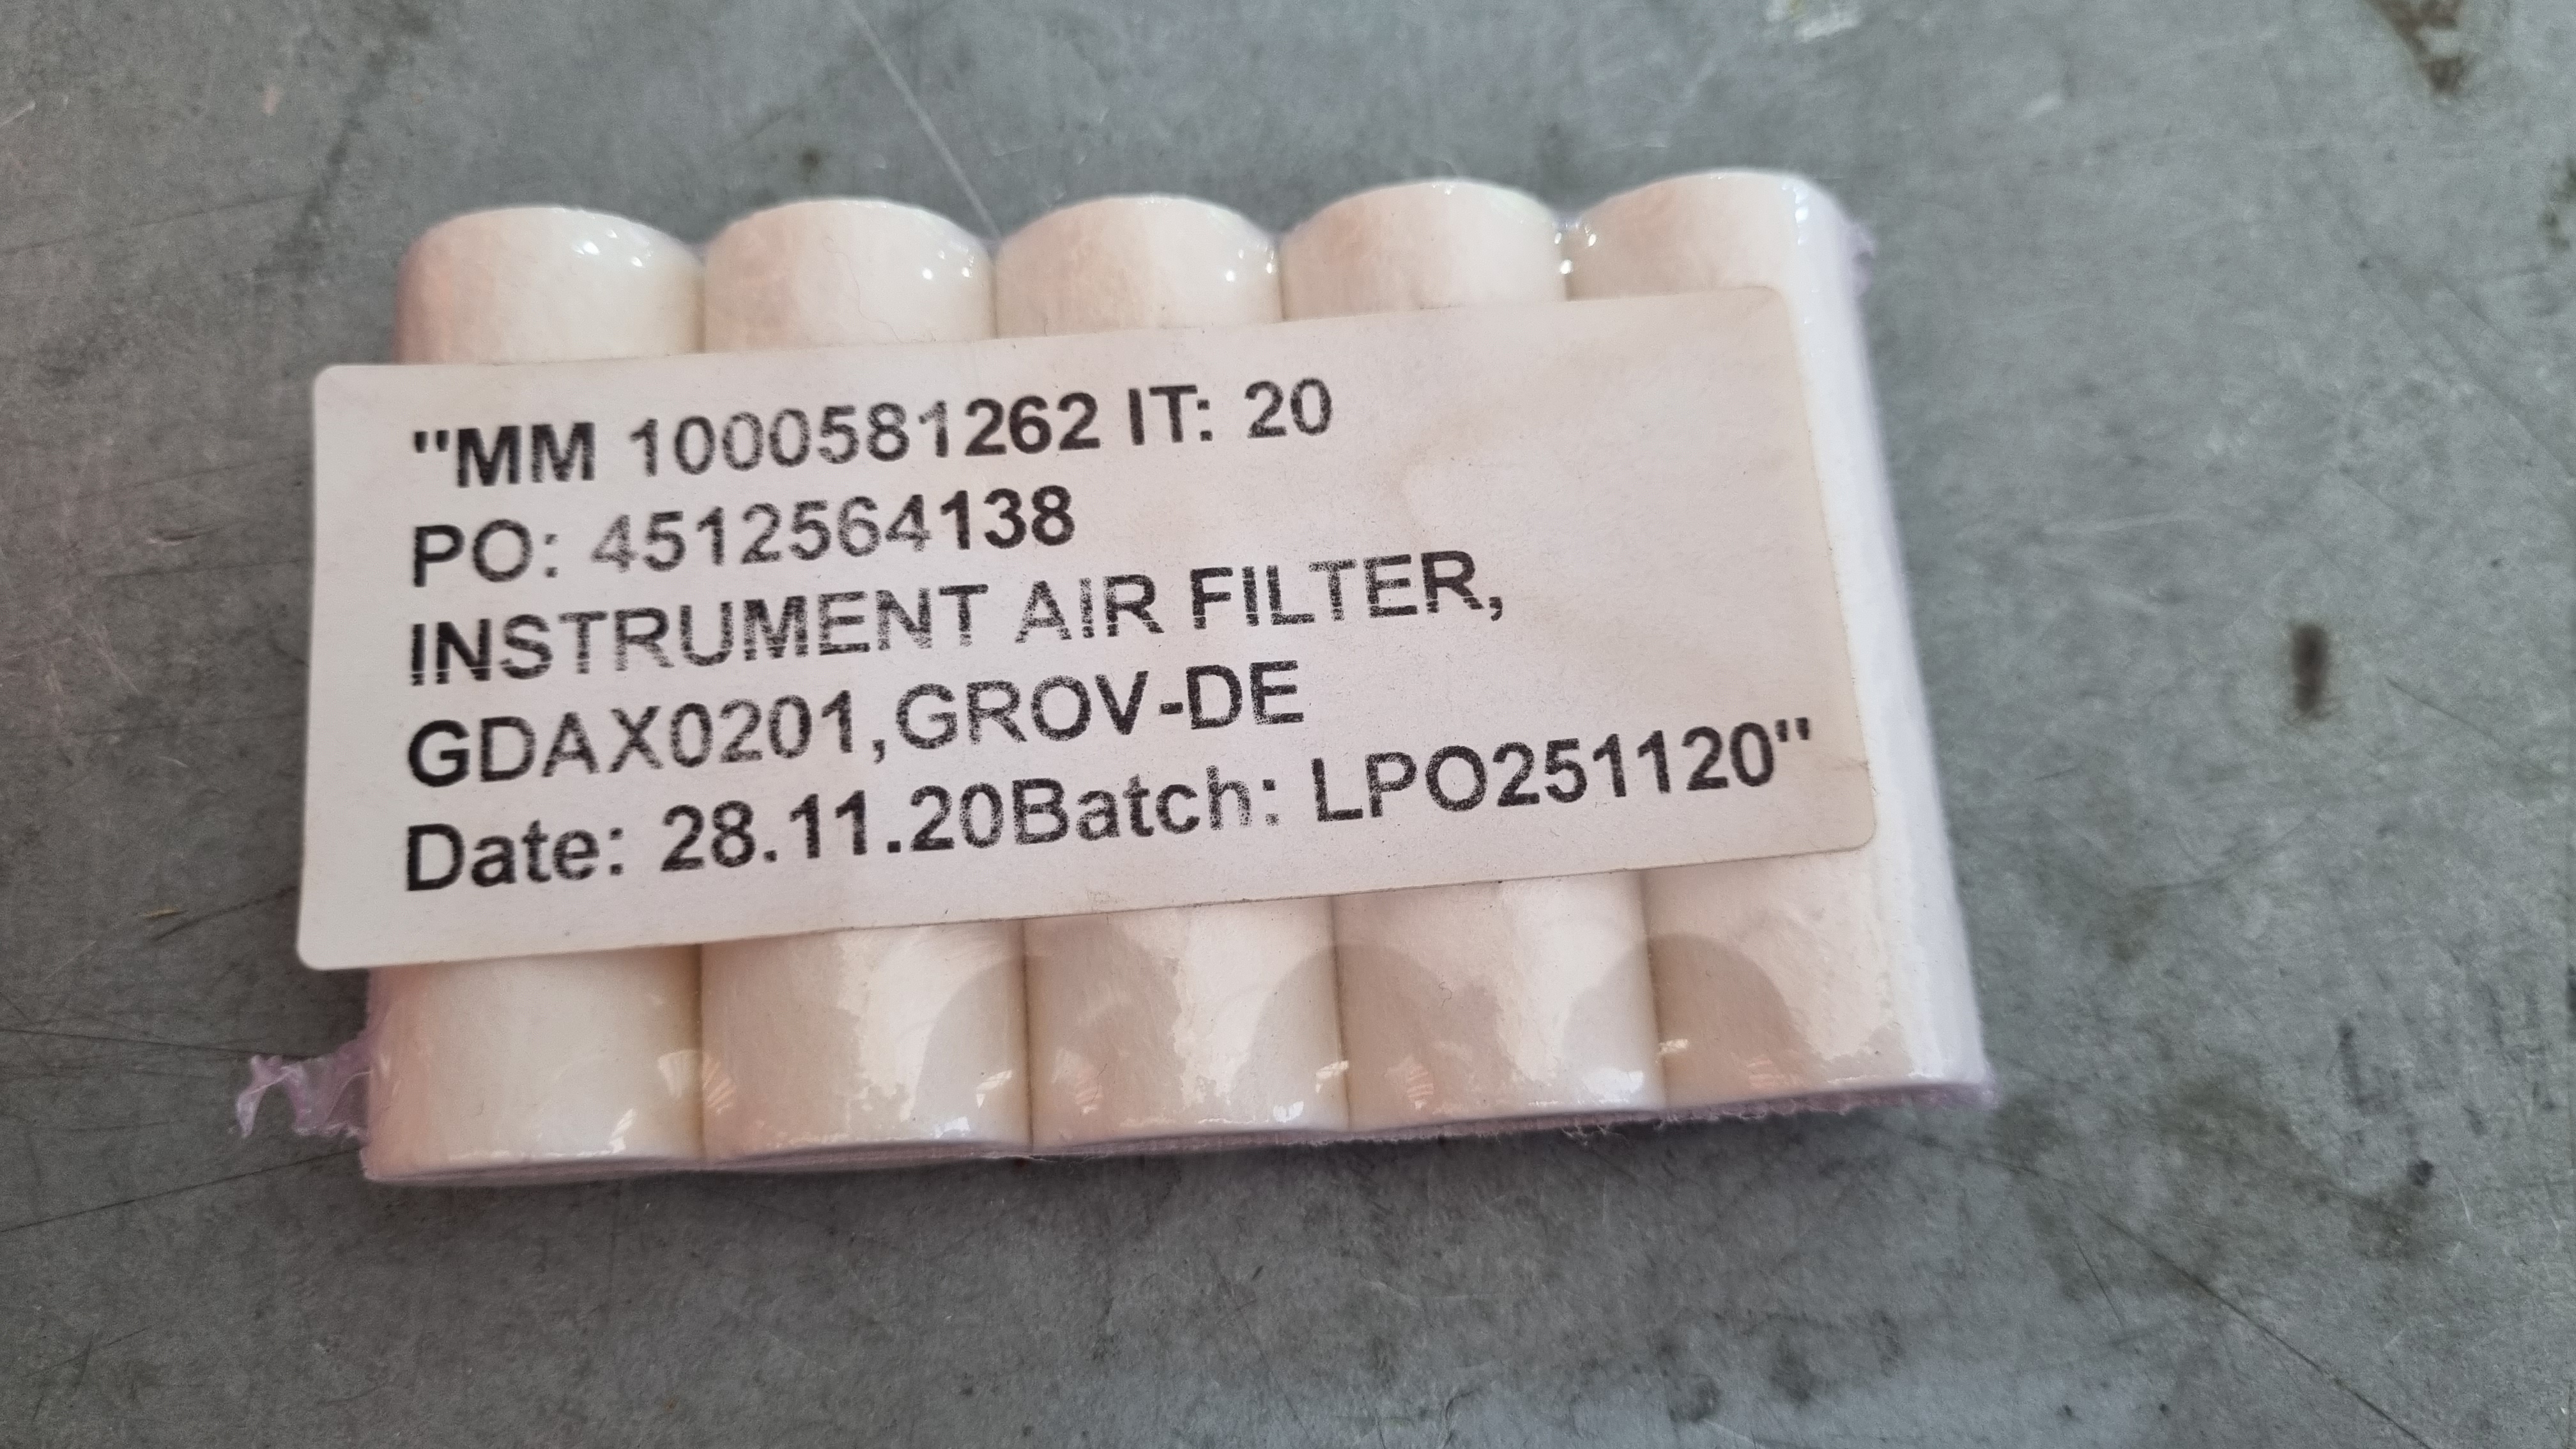 "MM 1000581262 IT: 20
PO: 4512564138
INSTRUMENT AIR FILTER,
GDAX0201,GROV-DE
Date: 28.11.20Batch: LPO251120"